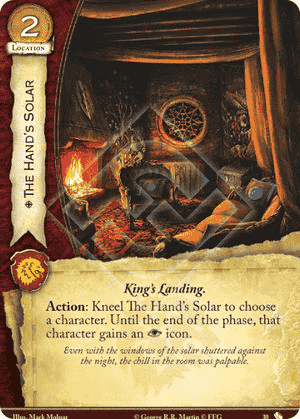 2
LOCATION
THE HAND'S SOLAR
King's Landing.
Action: Kneel The Hand's Solar to choose
a character. Until the end of the phase, that
character gains an icon.
Even with the windows of the solar shuttered against
the night, the chill in the room was palpable.
Illus. Mark Molnar
© George R.R. Martin © FFG